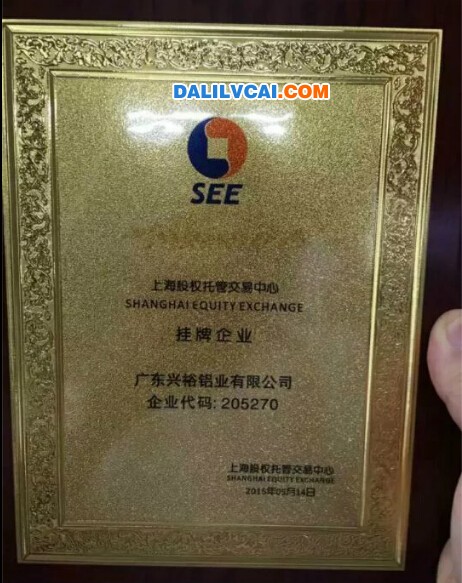 DALILVCAI.COM
SEE
上海股权托管交易中心
SHANGHAI EQUITY EXCHANGE
挂牌企业
广东兴裕铝业有限公司
企业代码: 205270
上海股权托管交易中心
SHANGHAI EQUITY EXCHANGE
2015年09月14日